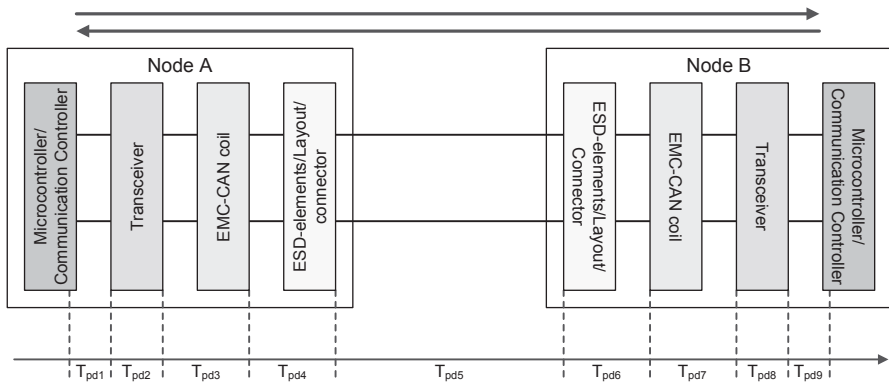 Node A
Node B
Microcontroller/
Communication Controller
Transceiver
EMC-CAN coil
ESD-elements/Layout/
connector
ESD-elements/Layout/
Connector
EMC-CAN coil
Transceiver
Microcontroller/
Communication Controller
Tpd1 Tpd2 Tpd3 Tpd4 Tpd5 Tpd6 Tpd7 Tpd8 Tpd9